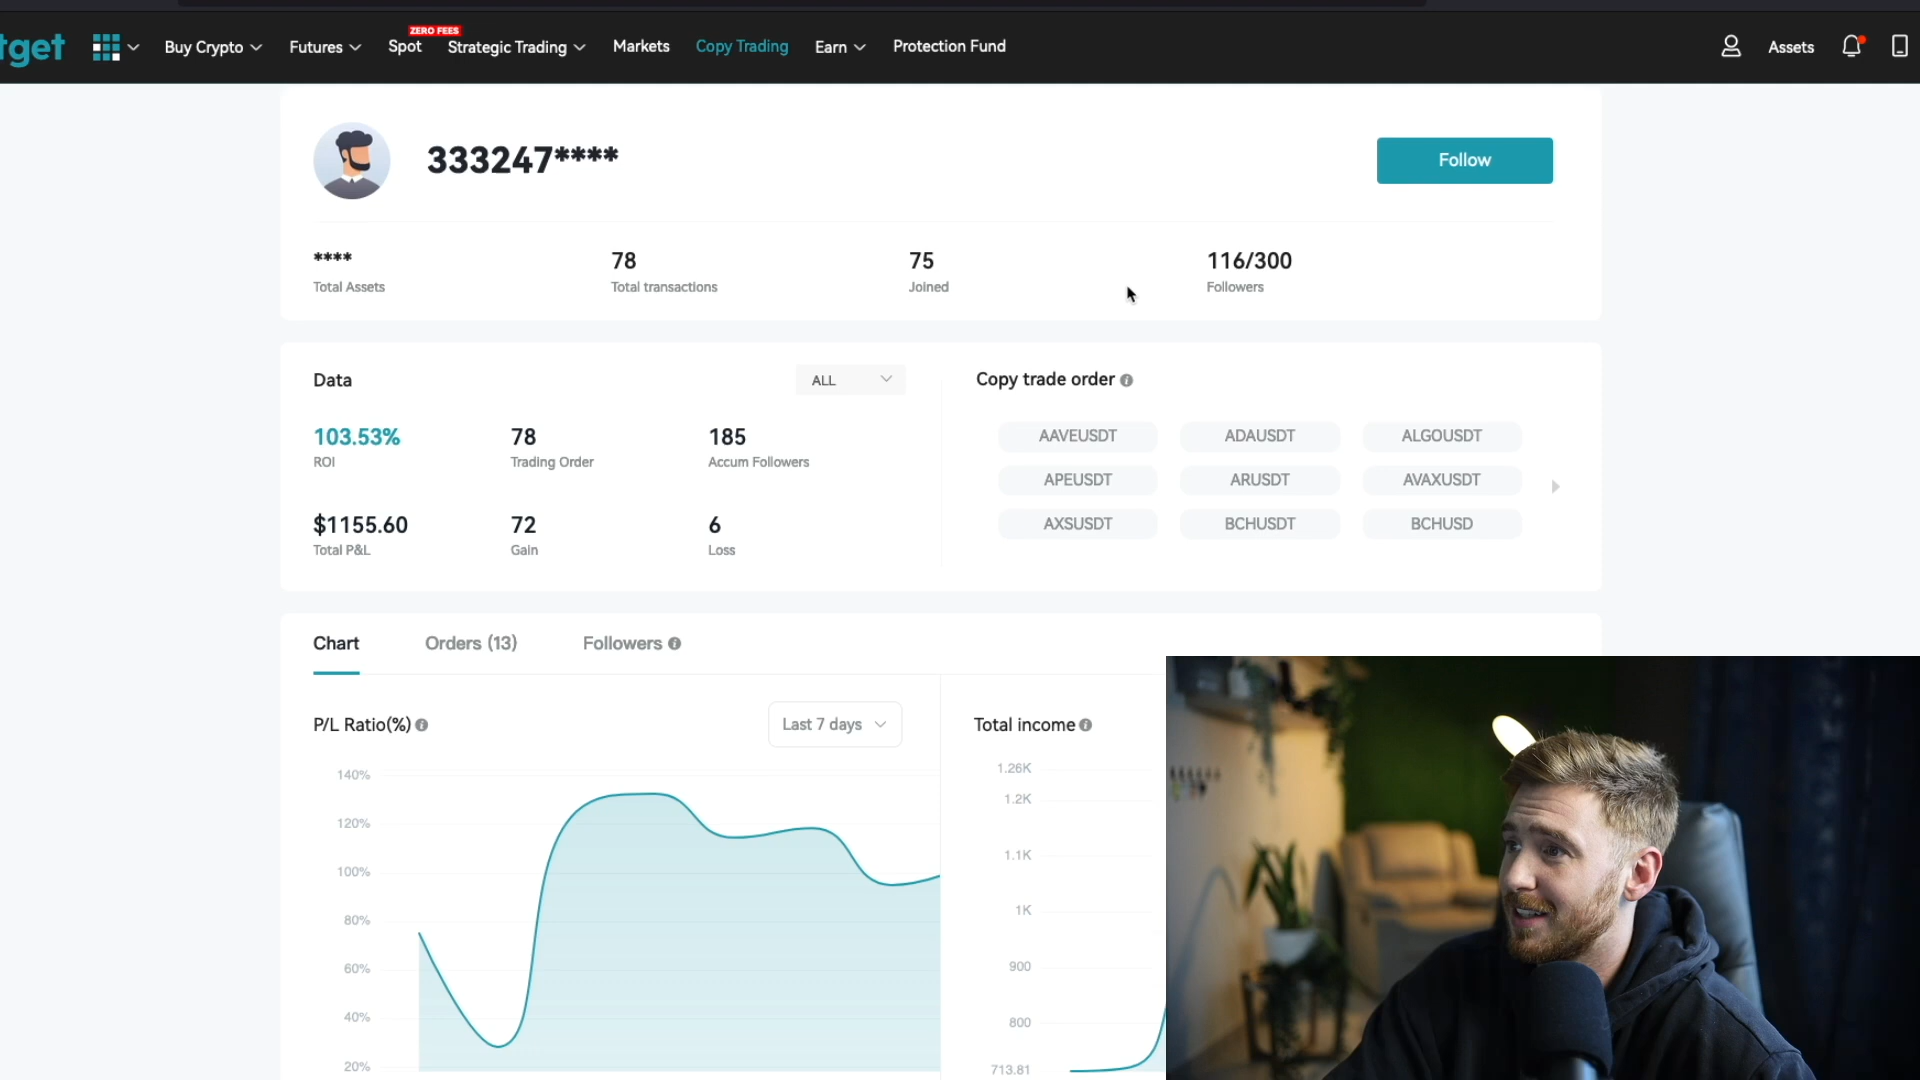 ZERO FEES
tget Buy Crypto Futures Spot Strategic Trading Markets Copy Trading Earn Protection Fund Assets
333247****
Follow
**** 78 75 116/300
Total Assets Total transactions Joined Followers
Data ALL
103.53% 78 185
ROI Trading Order Accum Followers
$1155.60 72 6
Total P&L Gain Loss
Copy trade order
AAVEUSDT ADAUSDT ALGOUSDT
APEUSDT ARUSDT AVAXUSDT
AXSUSDT BCHUSDT BCHUSD
Chart Orders (13) Followers
P/L Ratio(%) Last 7 days
140%
120%
100%
80%
60%
40%
20%
Total income
1.26K
1.2K
1.1K
1K
900
800
713.81